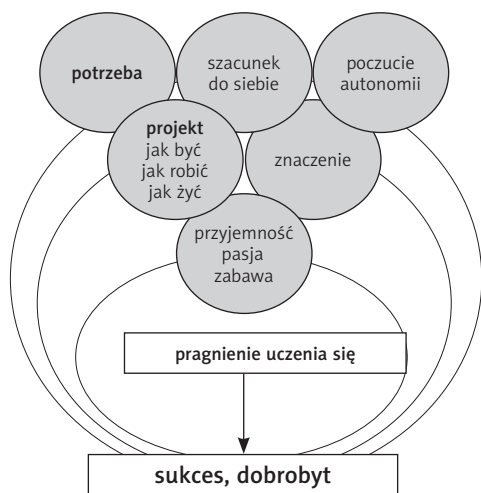 potrzeba
szacunek
do siebie
poczucie
autonomii
projekt
jak być
jak robić
jak żyć
znaczenie
przyjemność
pasja
zabawa
pragnienie uczenia się
sukces, dobrobyt